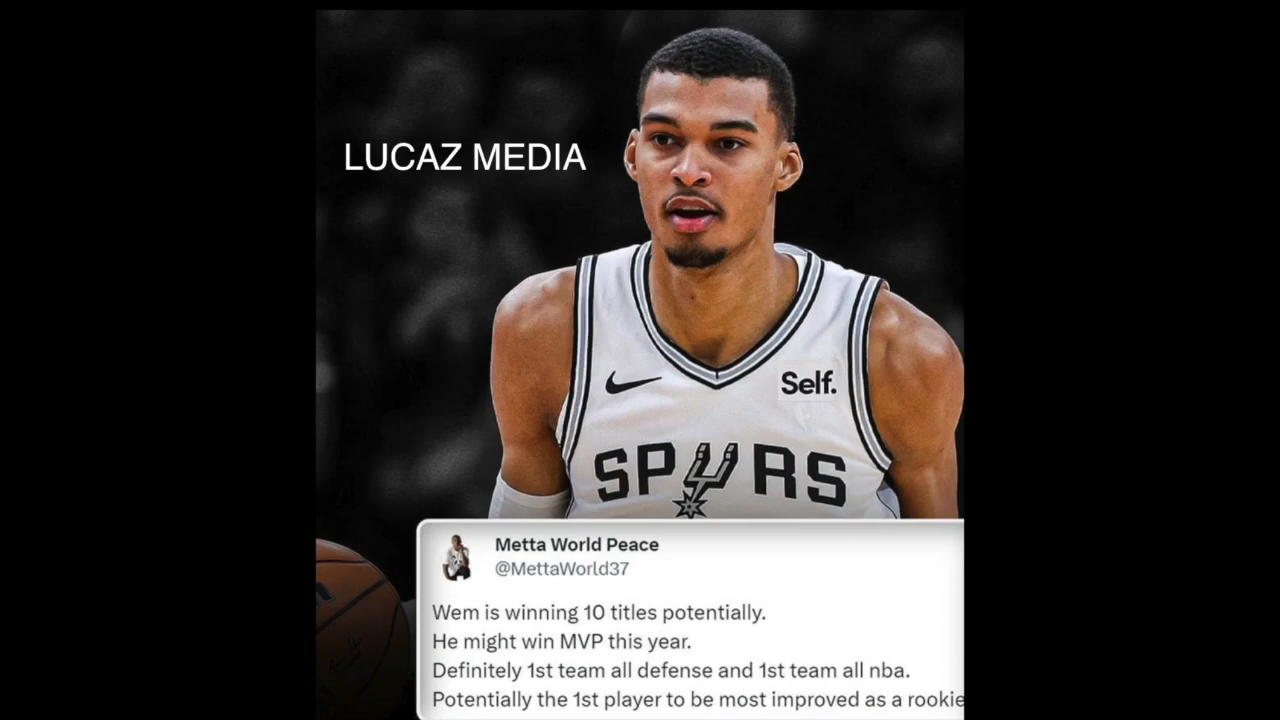 LUCAZ MEDIA
Self.
SPURS
Metta World Peace
@MettaWorld37
Wem is winning 10 titles potentially.
He might win MVP this year.
Definitely 1st team all defense and 1st team all nba.
Potentially the 1st player to be most improved as a rookie